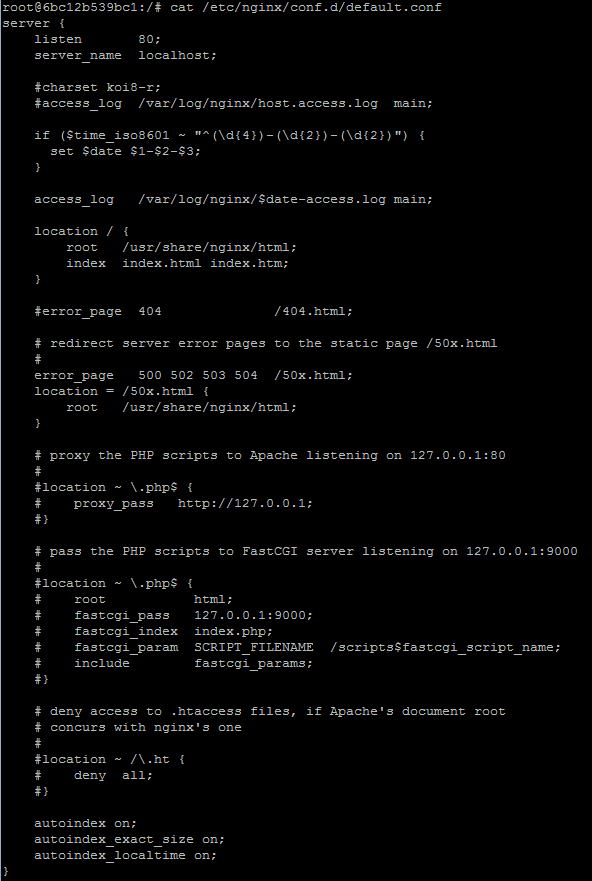 root@6bc12b539bc1:/# cat /etc/nginx/conf.d/default.conf
server {
    listen       80;
    server_name  localhost;

    #charset koi8-r;
    #access_log  /var/log/nginx/host.access.log  main;

    if ($time_iso8601 ~ "^(\d{4})-(\d{2})-(\d{2})") {
      set $date $1-$2-$3;
    }

    access_log   /var/log/nginx/$date-access.log main;

    location / {
        root   /usr/share/nginx/html;
        index  index.html index.htm;
    }

    #error_page  404              /404.html;

    # redirect server error pages to the static page /50x.html
    #
    error_page   500 502 503 504  /50x.html;
    location = /50x.html {
        root   /usr/share/nginx/html;
    }

    # proxy the PHP scripts to Apache listening on 127.0.0.1:80
    #
    #location ~ \.php$ {
    #    proxy_pass   http://127.0.0.1;
    #}

    # pass the PHP scripts to FastCGI server listening on 127.0.0.1:9000
    #
    #location ~ \.php$ {
    #    root           html;
    #    fastcgi_pass   127.0.0.1:9000;
    #    fastcgi_index  index.php;
    #    fastcgi_param  SCRIPT_FILENAME  /scripts$fastcgi_script_name;
    #    include        fastcgi_params;
    #}

    # deny access to .htaccess files, if Apache's document root
    # concurs with nginx's one
    #
    #location ~ /\.ht {
    #    deny  all;
    #}

    autoindex on;
    autoindex_exact_size on;
    autoindex_localtime on;
}